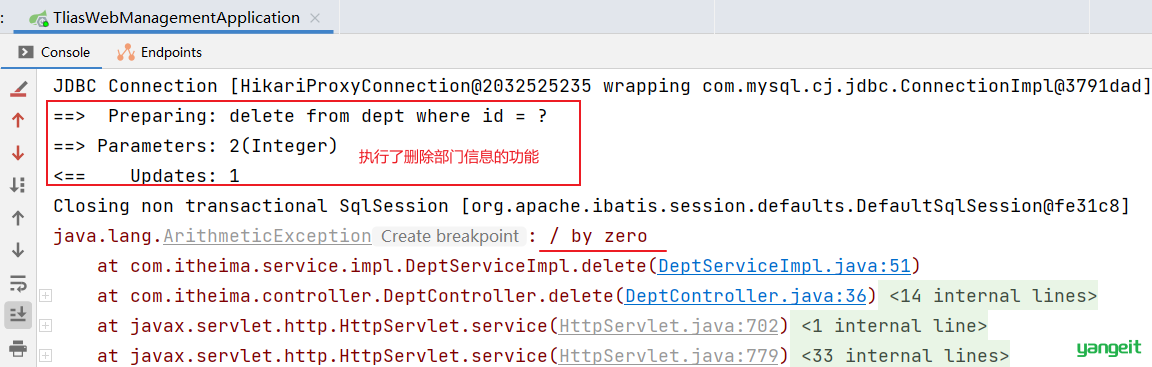 : TliasWebManagementApplication ×
Console Endpoints
JDBC Connection [HikariProxyConnection@2032525235 wrapping com.mysql.cj.jdbc.ConnectionImpl@3791dad]
==>  Preparing: delete from dept where id = ?
==> Parameters: 2(Integer) 执行了删除部门信息的功能
<==    Updates: 1
Closing non transactional SqlSession [org.apache.ibatis.session.defaults.DefaultSqlSession@fe31c8]
java.lang.ArithmeticException Create breakpoint : / by zero
at com.itheima.service.impl.DeptServiceImpl.delete(DeptServiceImpl.java:51)
at com.itheima.controller.DeptController.delete(DeptController.java:36) <14 internal lines>
at javax.servlet.http.HttpServlet.service(HttpServlet.java:702) <1 internal line>
at javax.servlet.http.HttpServlet.service(HttpServlet.java:779) <33 internal lines>
yangeit